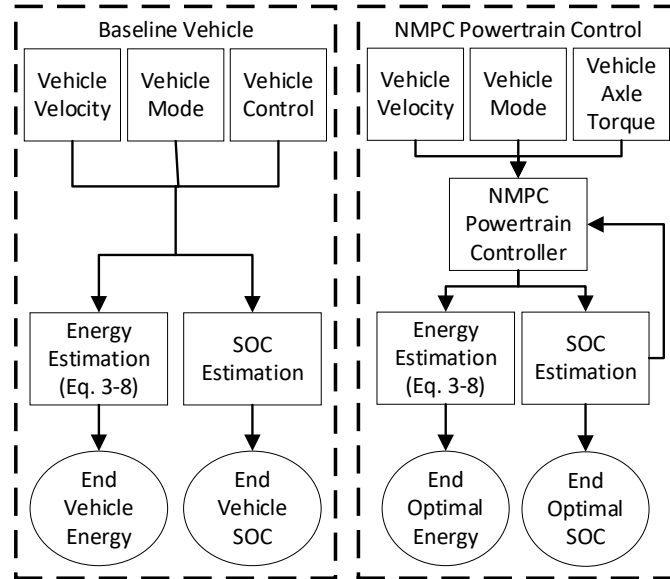 Baseline Vehicle
Vehicle
Velocity
Vehicle
Mode
Vehicle
Control
Energy
Estimation
(Eq. 3-8)
SOC
Estimation
End
Vehicle
Energy
End
Vehicle
SOC
NMPC Powertrain Control
Vehicle
Velocity
Vehicle
Mode
Vehicle
Axle
Torque
NMPC
Powertrain
Controller
Energy
Estimation
(Eq. 3-8)
SOC
Estimation
End
Optimal
Energy
End
Optimal
SOC